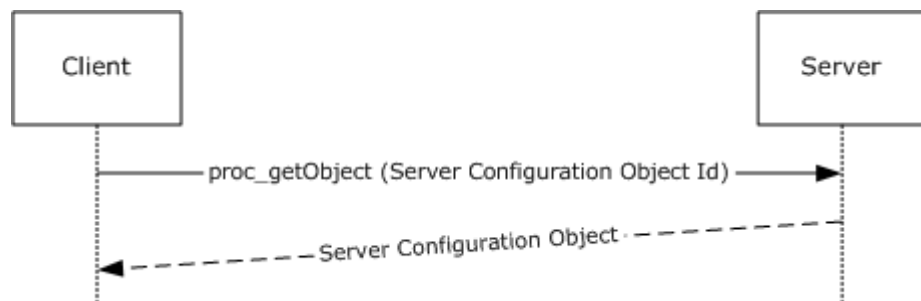 Client
Server
proc_getObject (Server Configuration Object Id)
Server Configuration Object